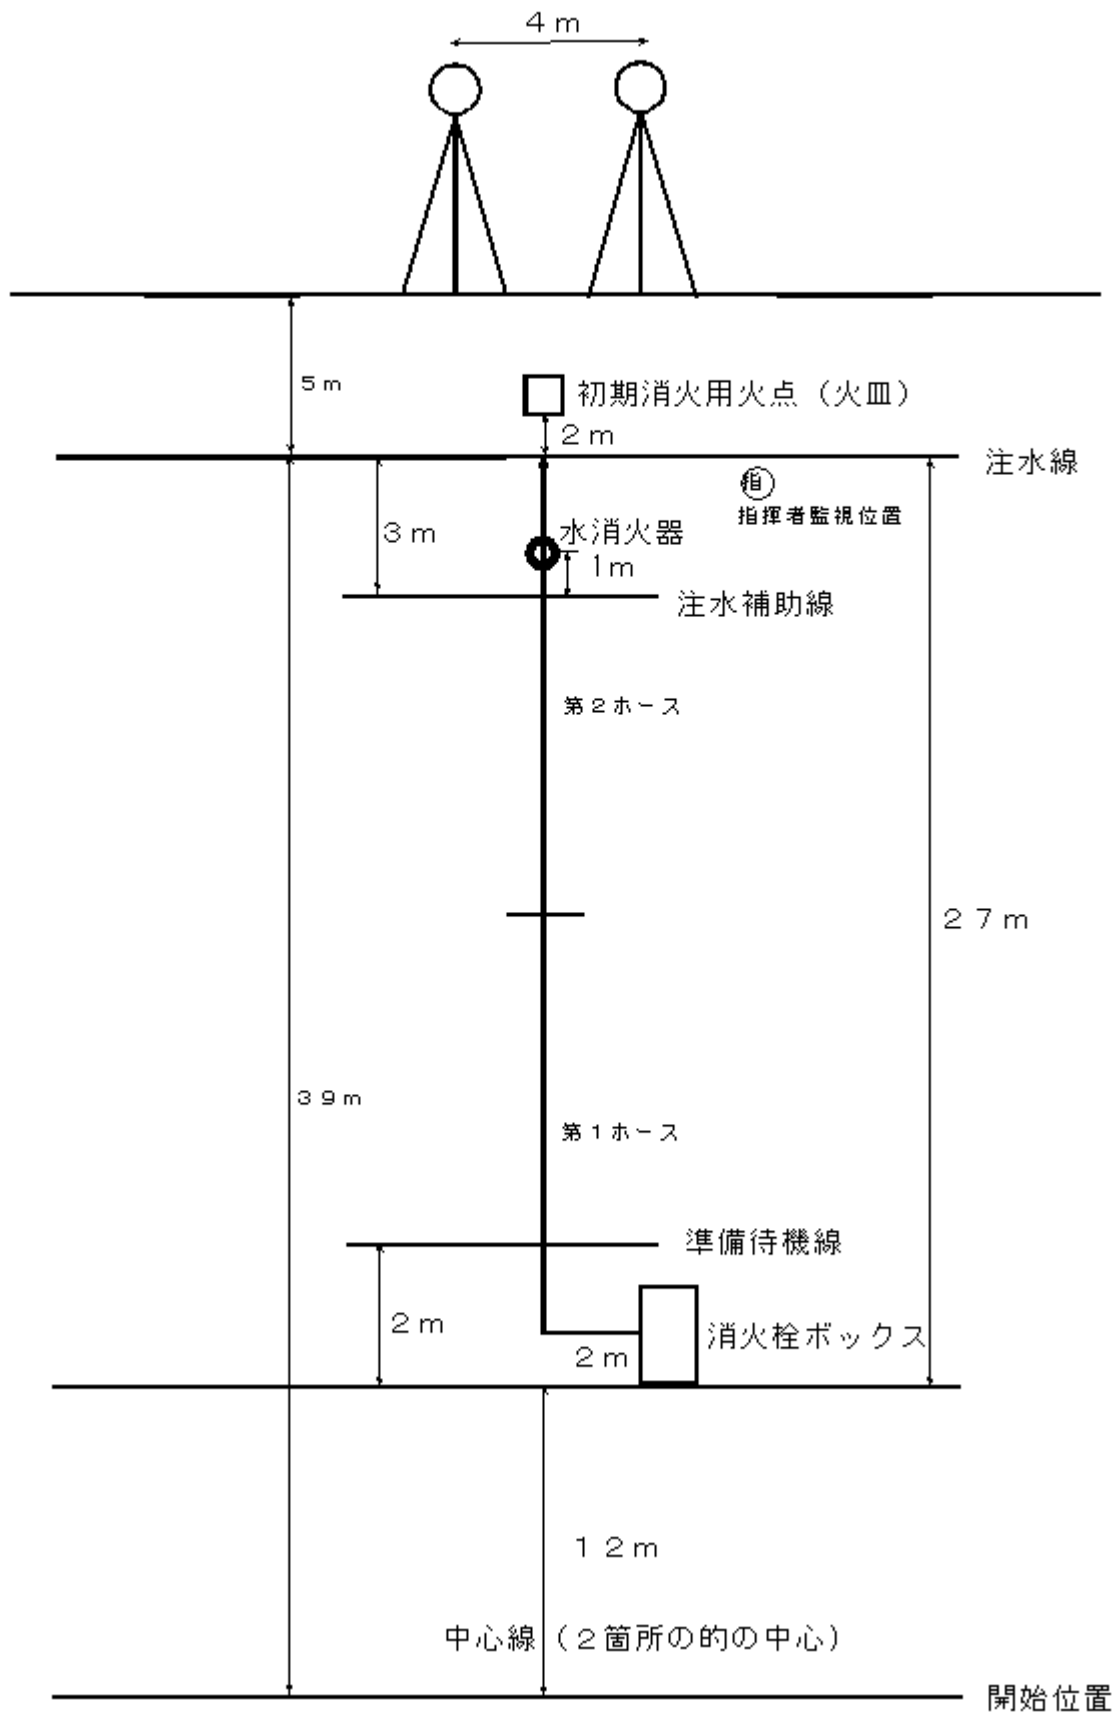 4m
5m
初期消火用火点（火皿）
2m
注水線
指
指揮者監視位置
3m
水消火器
1m
注水補助線
第2ホース
27m
39m
第1ホース
準備待機線
2m
消火栓ボックス
2m
12m
中心線（2箇所の的の中心）
開始位置